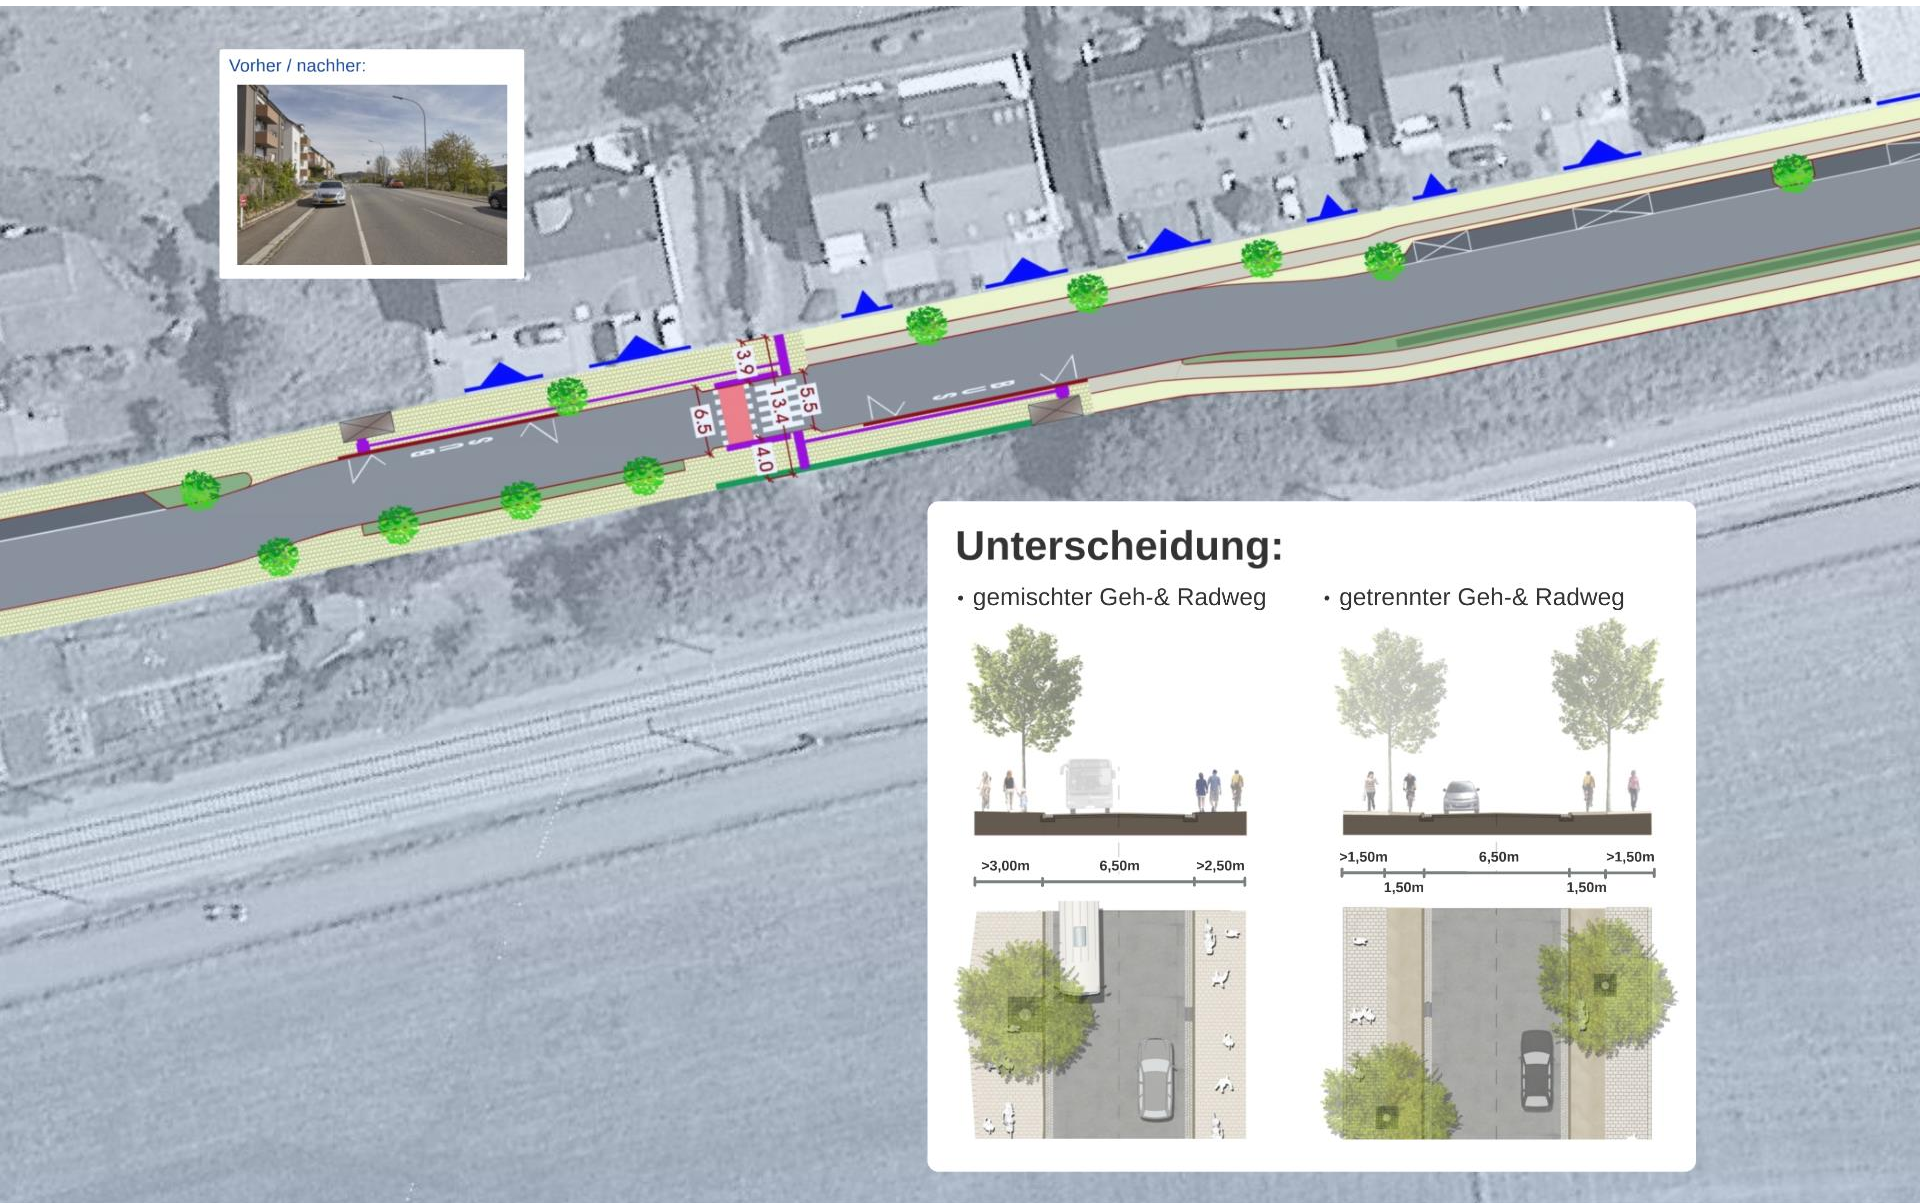 Vorher / nachher:
3.9
5.5
13.4
6.5
4.0
BUS
BUS
Unterscheidung:
• gemischter Geh-& Radweg
• getrennter Geh-& Radweg
>3,00m 6,50m >2,50m
>1,50m 6,50m >1,50m
1,50m 1,50m